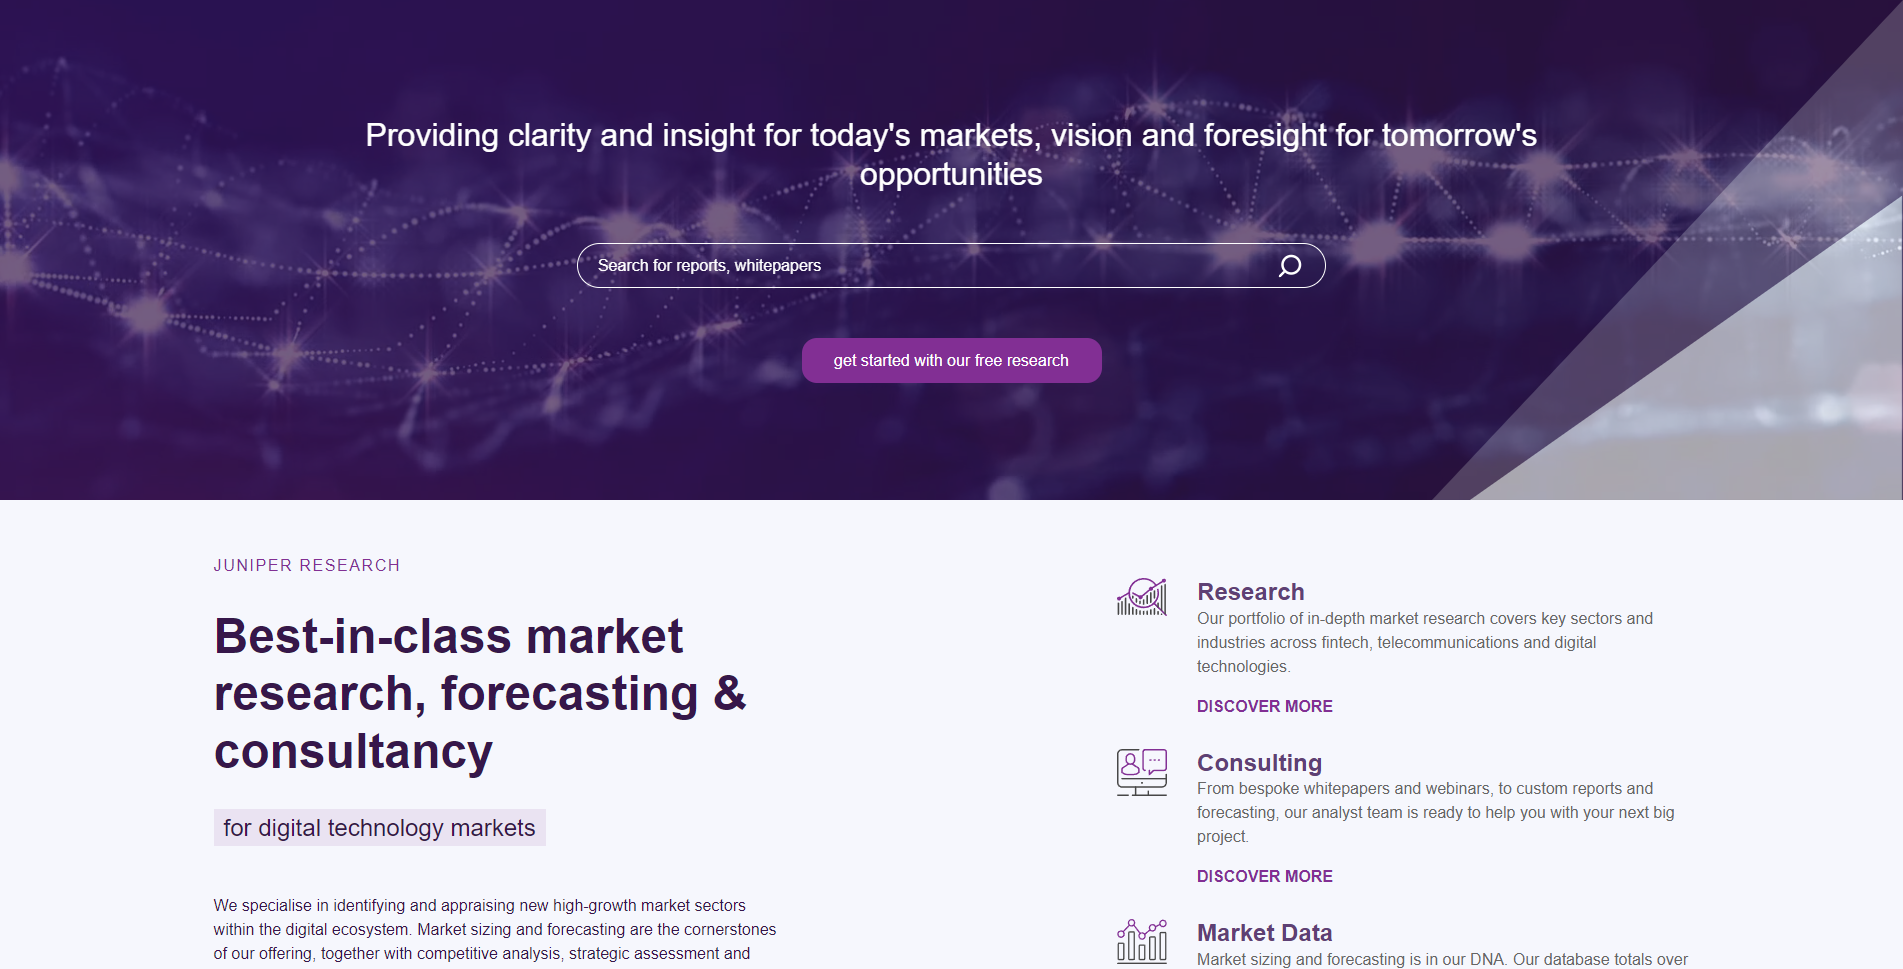 Providing clarity and insight for today's markets, vision and foresight for tomorrow's
opportunities
Search for reports, whitepapers
get started with our free research
JUNIPER RESEARCH
Best-in-class market
research, forecasting &
consultancy
for digital technology markets
We specialise in identifying and appraising new high-growth market sectors
within the digital ecosystem. Market sizing and forecasting are the cornerstones
of our offering, together with competitive analysis, strategic assessment and
Research
Our portfolio of in-depth market research covers key sectors and
industries across fintech, telecommunications and digital
technologies.
DISCOVER MORE
Consulting
From bespoke whitepapers and webinars, to custom reports and
forecasting, our analyst team is ready to help you with your next big
project.
DISCOVER MORE
Market Data
Market sizing and forecasting is in our DNA. Our database totals over